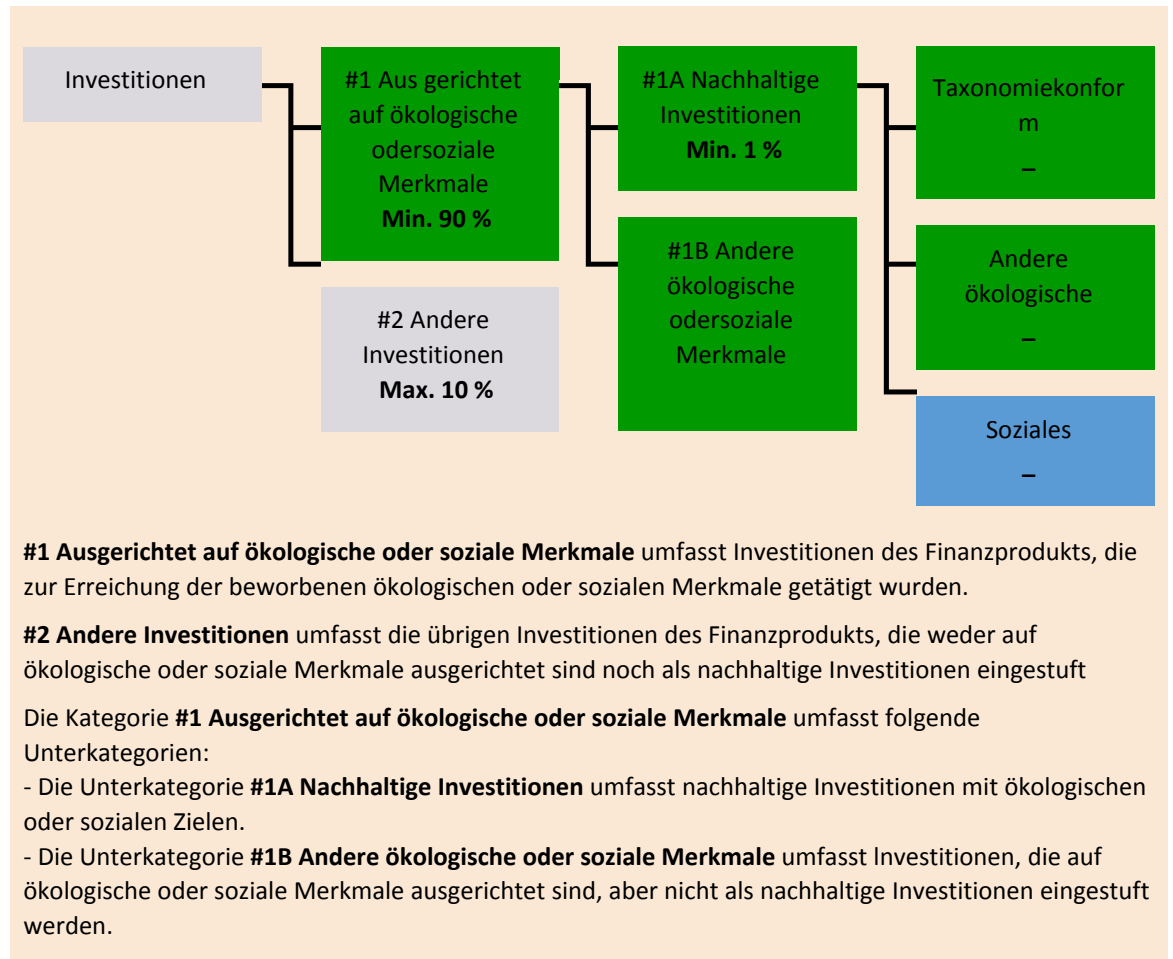 Investitionen
#1 Aus gerichtet
auf ökologische
odersoziale
Merkmale
Min. 90 %
#2 Andere
Investitionen
Max. 10 %
#1A Nachhaltige
Investitionen
Min. 1 %
#1B Andere
ökologische
odersoziale
Merkmale
Taxonomiekonfor
m
–
Andere
ökologische
–
Soziales
–
#1 Ausgerichtet auf ökologische oder soziale Merkmale umfasst Investitionen des Finanzprodukts, die
zur Erreichung der beworbenen ökologischen oder sozialen Merkmale getätigt wurden.
#2 Andere Investitionen umfasst die übrigen Investitionen des Finanzprodukts, die weder auf
ökologische oder soziale Merkmale ausgerichtet sind noch als nachhaltige Investitionen eingestuft
Die Kategorie #1 Ausgerichtet auf ökologische oder soziale Merkmale umfasst folgende
Unterkategorien:
- Die Unterkategorie #1A Nachhaltige Investitionen umfasst nachhaltige Investitionen mit ökologischen
oder sozialen Zielen.
- Die Unterkategorie #1B Andere ökologische oder soziale Merkmale umfasst lnvestitionen, die auf
ökologische oder soziale Merkmale ausgerichtet sind, aber nicht als nachhaltige Investitionen eingestuft
werden.